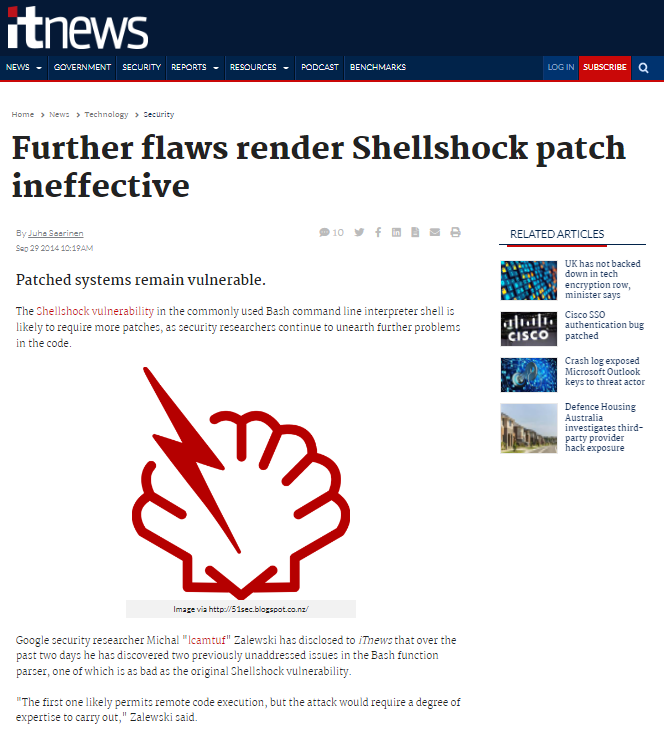 itnews
NEWS GOVERNMENT SECURITY REPORTS RESOURCES PODCAST BENCHMARKS LOG IN SUBSCRIBE
Home > News > Technology > Security
Further flaws render Shellshock patch
ineffective
By Juha Saarinen
Sep 29 2014 10:19AM
10
Patched systems remain vulnerable.
The Shellshock vulnerability in the commonly used Bash command line interpreter shell is
likely to require more patches, as security researchers continue to unearth further problems
in the code.
Image via http://51sec.blogspot.co.nz/
Google security researcher Michal "lcamtuf" Zalewski has disclosed to iTnews that over the
past two days he has discovered two previously unaddressed issues in the Bash function
parser, one of which is as bad as the original Shellshock vulnerability.
"The first one likely permits remote code execution, but the attack would require a degree of
expertise to carry out," Zalewski said.
RELATED ARTICLES
UK has not backed
down in tech
encryption row,
minister says
CISCO
Cisco SSO
authentication bug
patched
Crash log exposed
Microsoft Outlook
keys to threat actor
Defence Housing
Australia
investigates third-
party provider
hack exposure